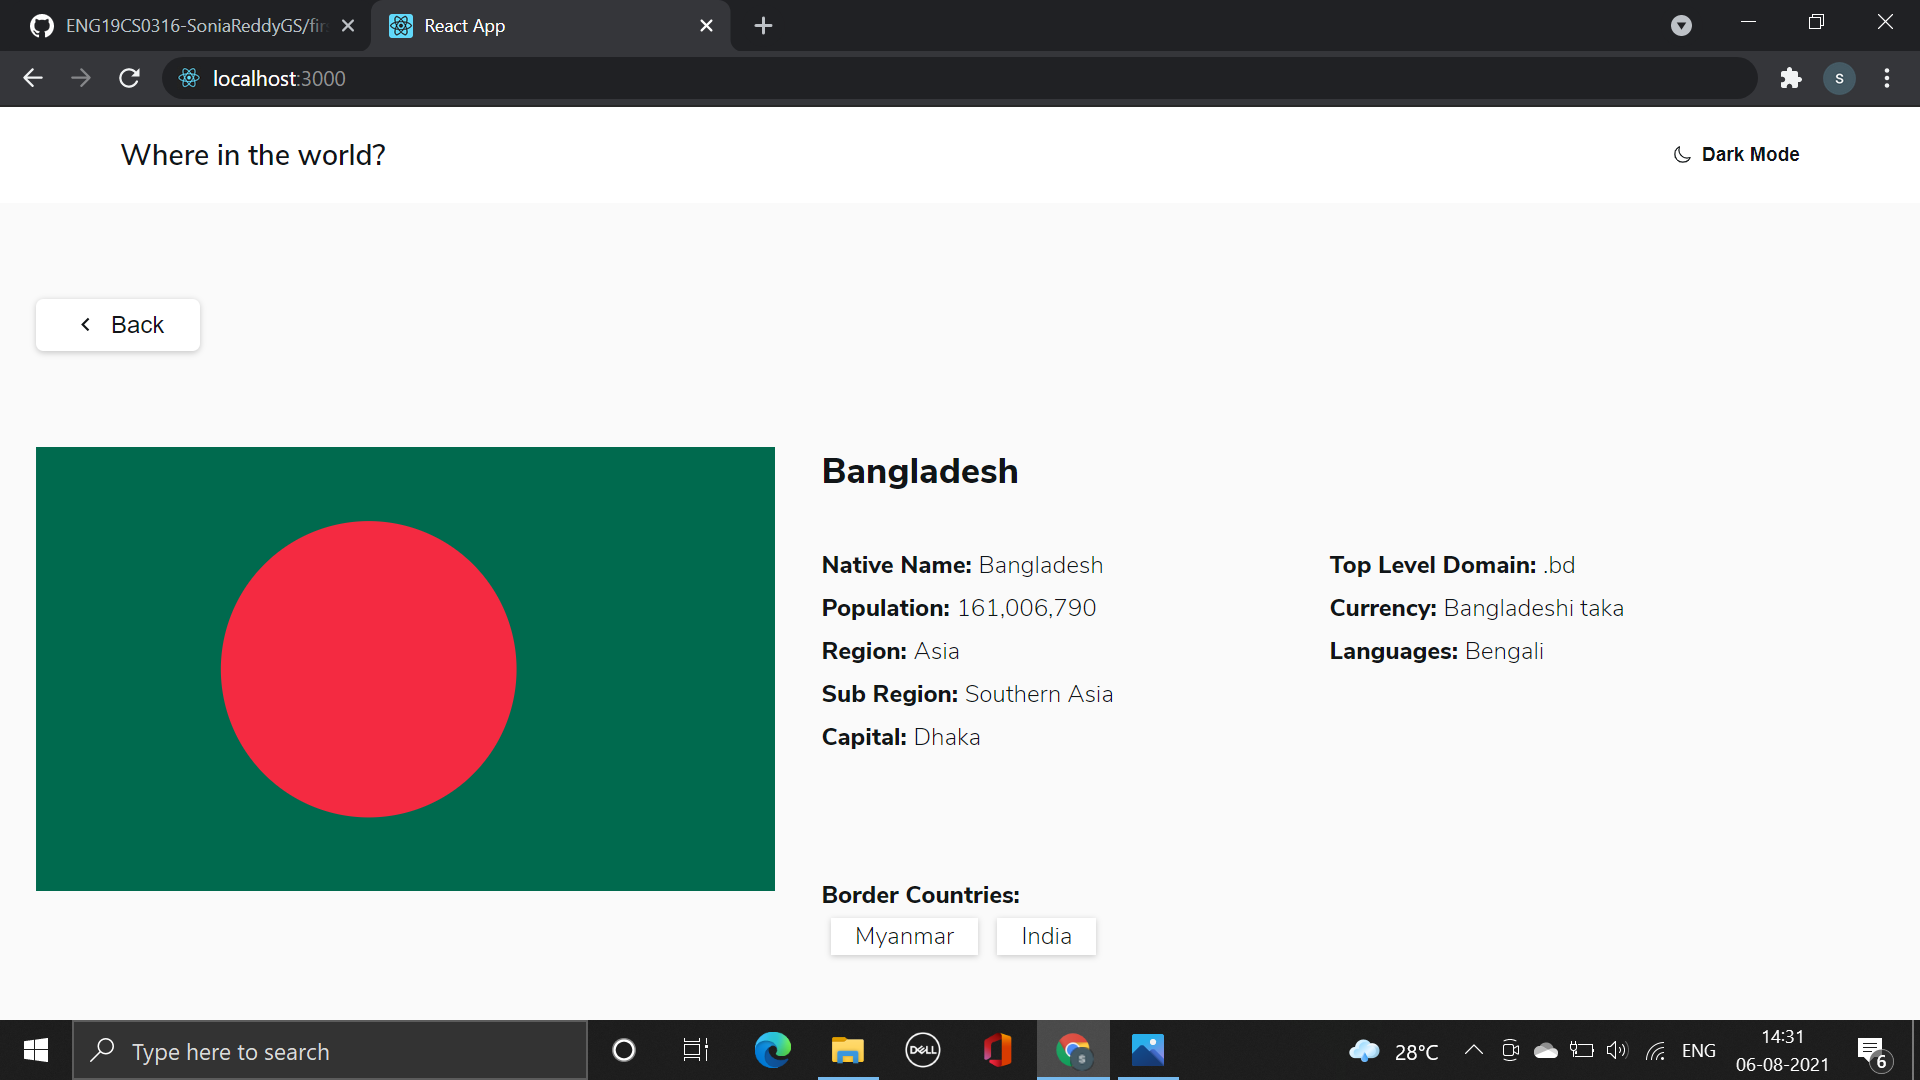 ENG19CS0316-SoniaReddyGS/fir
React App
localhost:3000
S
Where in the world?
Dark Mode
Back
Bangladesh
Native Name: Bangladesh
Population: 161,006,790
Region: Asia
Sub Region: Southern Asia
Capital: Dhaka
Top Level Domain: .bd
Currency: Bangladeshi taka
Languages: Bengali
Border Countries:
Myanmar
India
Type here to search
DELL
S
28°C
ENG
14:31
06-08-2021
6